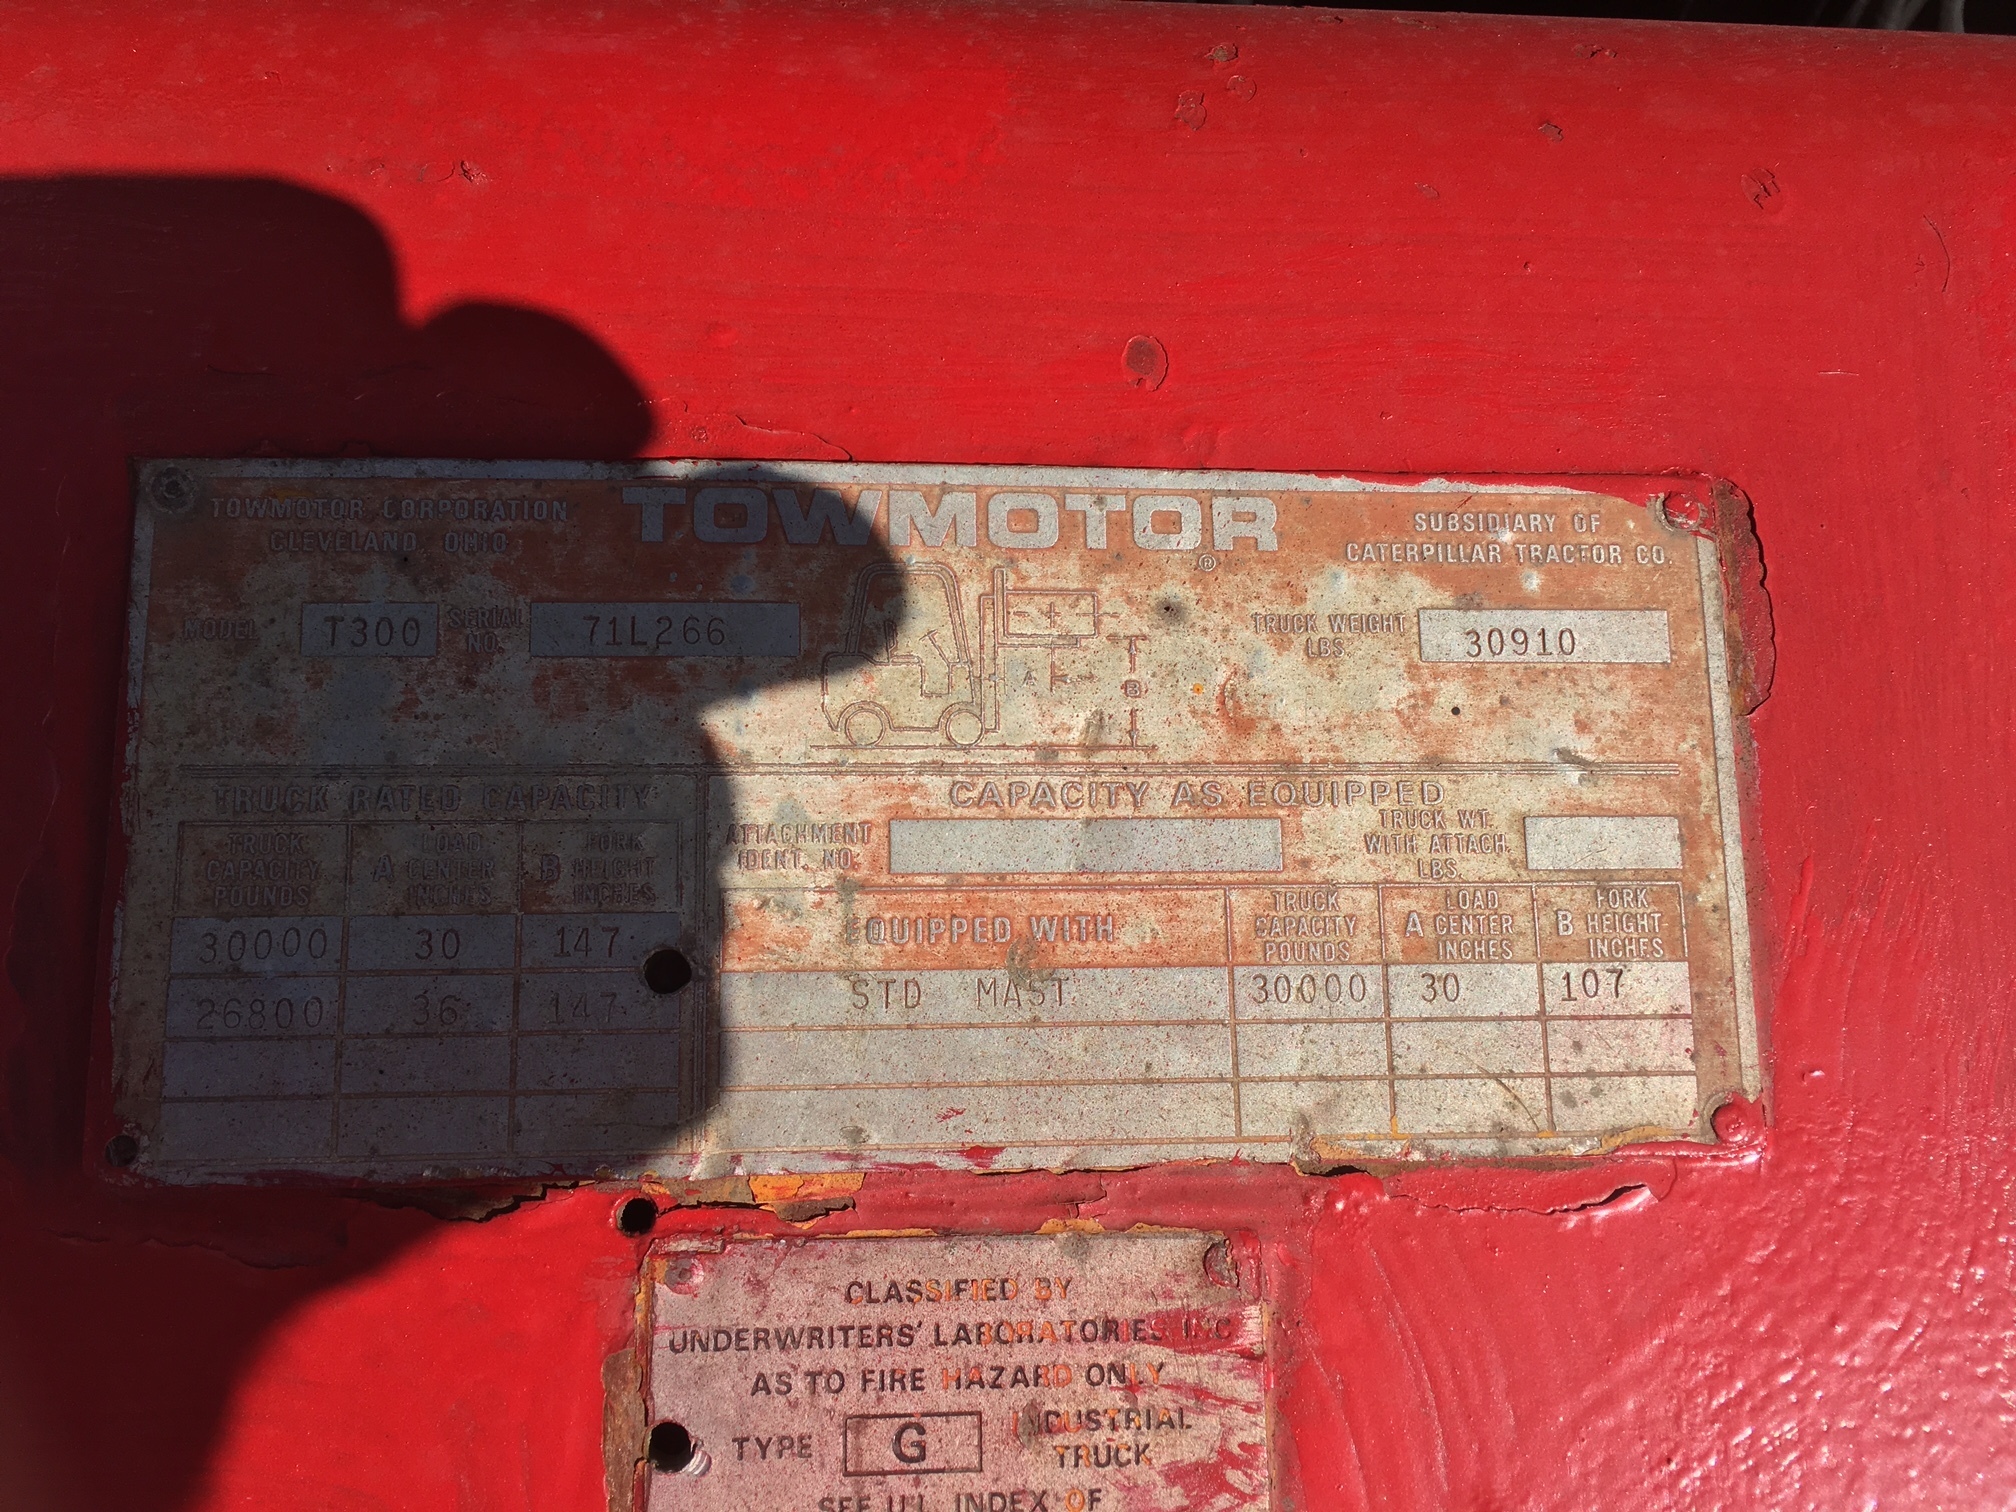 TOWMOTOR CORPORATION
CLEVELAND OHIO
TOWMOTOR
®
SUBSIDIARY OF
CATERPILLAR TRACTOR CO.
MODEL T300 SERIAL NO. 71L266
A
B
TRUCK WEIGHT LBS. 30910
TRUCK RATED CAPACITY
TRUCK CAPACITY POUNDS
A LOAD CENTER INCHES
B FORK HEIGHT INCHES
30000 30 147
26800 36 147
CAPACITY AS EQUIPPED
ATTACHMENT IDENT. NO.
TRUCK WT. WITH ATTACH. LBS.
EQUIPPED WITH
TRUCK CAPACITY POUNDS
A LOAD CENTER INCHES
B FORK HEIGHT INCHES
STD MAST 30000 30 107
CLASSIFIED BY
UNDERWRITERS' LABORATORIES INC
AS TO FIRE HAZARD ONLY
TYPE G INDUSTRIAL TRUCK
SEE U.L. INDEX OF